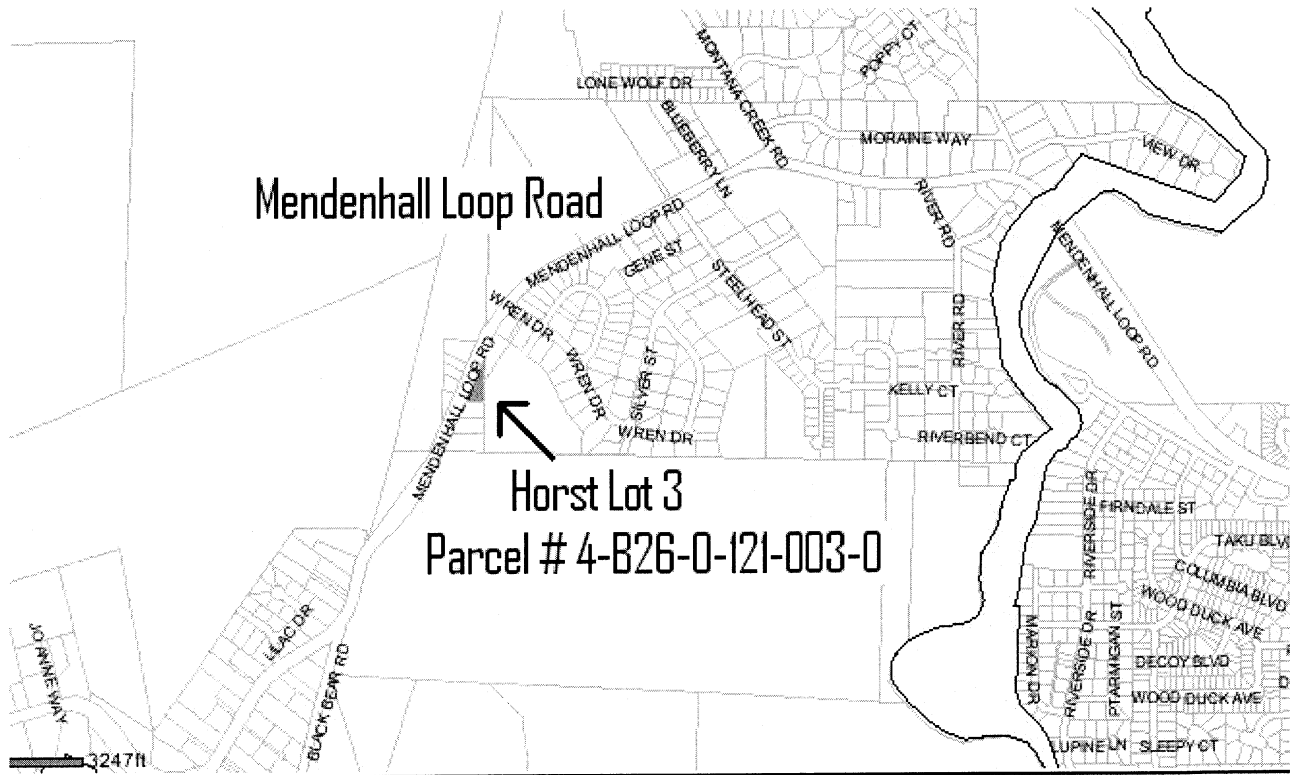 MONTANA CREEK RD
POPPY CT
LONE WOLF DR
BLUEBERRY LN
MORAINE WAY
VIEW DR
Mendenhall Loop Road
MENDENHALL LOOP RD
GENE ST
RIVER RD
MENDENHALL LOOP RD
STEELHEAD ST
WREN DR
RIVER RD
MENDENHALL LOOP RD
WREN DR
SILVER ST
KELLY CT
WREN DR
RIVERBEND CT
Horst Lot 3
Parcel # 4-B26-0-121-003-0
RIVERSIDE DR
FIRNDALE ST
TAKU BLV
COLUMBIA BLVD
WOOD DUCK AVE
LILAC DR
JO ANNE WAY
BLACK BEAR RD
MARION DR
RIVERSIDE DR
PTARMIGAN ST
DECOY BLVD
WOOD DUCK AVE
D
LUPINE LN
SLEEPY CT
3247ft